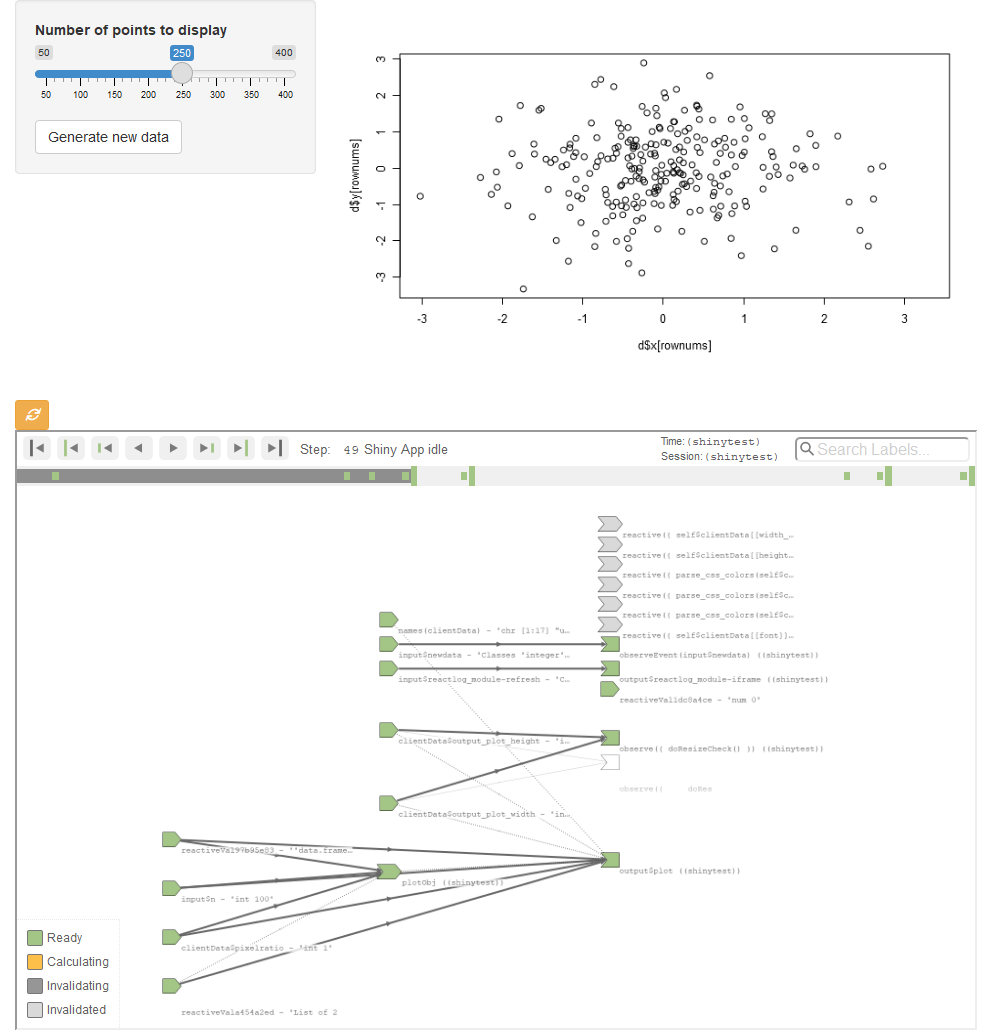 Number of points to display
50 250 400
50 100 150 200 250 300 350 400
Generate new data
3
2
1
0
-1
-2
-3
d$y[rownums]
-3 -2 -1 0 1 2 3
d$x[rownums]
Step: 49 Shiny App idle
Time: (shinytest)
Session: (shinytest)
Search Labels...
reactive({ self$clientData[[width_…
reactive({ self$clientData[[height…
reactive({ parse_css_colors(self$c…
reactive({ parse_css_colors(self$c…
reactive({ parse_css_colors(self$c…
reactive({ self$clientData[[font]]…
names(clientData) – 'chr [1:17] "u…
input$newdata – 'Classes 'integer'…
observeEvent(input$newdata) ((shinytest))
input$reactlog_module-refresh – 'C…
output$reactlog_module-iframe ((shinytest))
reactiveVal1dc8a4ce – 'num 0'
clientData$output_plot_height – 'i…
observe({ doResizeCheck() }) ((shinytest))
observe({ doRes
clientData$output_plot_width – 'in…
reactiveVal97b95e83 – ''data.frame…
output$plot ((shinytest))
plotObj ((shinytest))
input$n – 'int 100'
clientData$pixelratio – 'int 1'
reactiveVala454a2ed – 'List of 2
Ready
Calculating
Invalidating
Invalidated